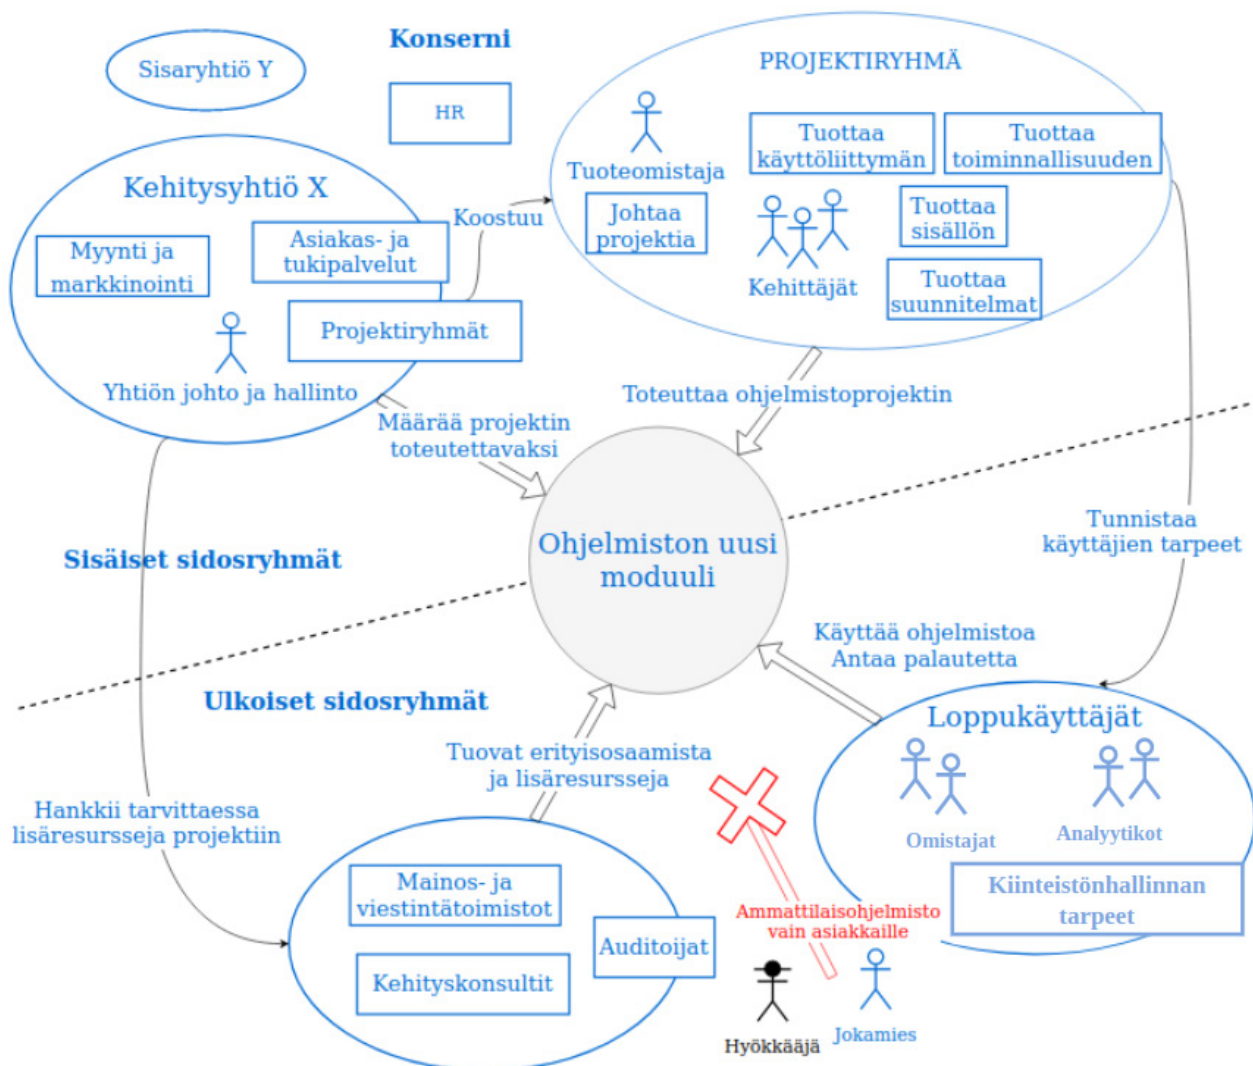 Konserni
Sisaryhtiö Y
HR
PROJEKTIRYHMÄ
Tuoteomistaja
Johtaa
projektia
Tuottaa
käyttöliittymän
Tuottaa
toiminnallisuuden
Tuottaa
sisällön
Kehittäjät
Tuottaa
suunnitelmat
Kehitysyhtiö X
Myynti ja
markkinointi
Asiakas- ja
tukipalvelut
Projektiryhmät
Yhtiön johto ja hallinto
Koostuu
Määrää projektin
toteutettavaksi
Toteuttaa ohjelmistoprojektin
Ohjelmiston uusi
moduuli
Tunnistaa
käyttäjien tarpeet
Sisäiset sidosryhmät
Ulkoiset sidosryhmät
Käyttää ohjelmistoa
Antaa palautetta
Tuovat erityisosaamista
ja lisäresursseja
Hankkii tarvittaessa
lisäresursseja projektiin
Loppukäyttäjät
Omistajat
Analyytikot
Kiinteistönhallinnan
tarpeet
Mainos- ja
viestintätoimistot
Auditoijat
Kehityskonsultit
Ammattilaisohjelmisto
vain asiakkaille
Hyökkääjä
Jokamies